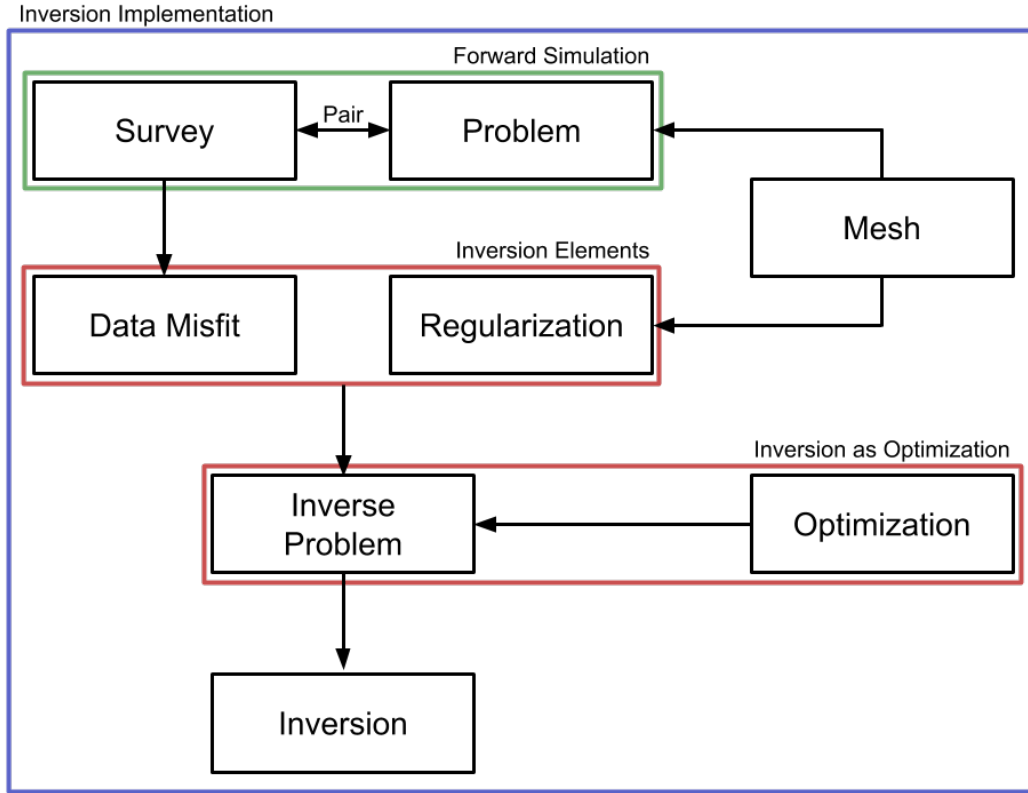 Inversion Implementation
Forward Simulation
Survey
Pair
Problem
Mesh
Inversion Elements
Data Misfit
Regularization
Inversion as Optimization
Inverse
Problem
Optimization
Inversion